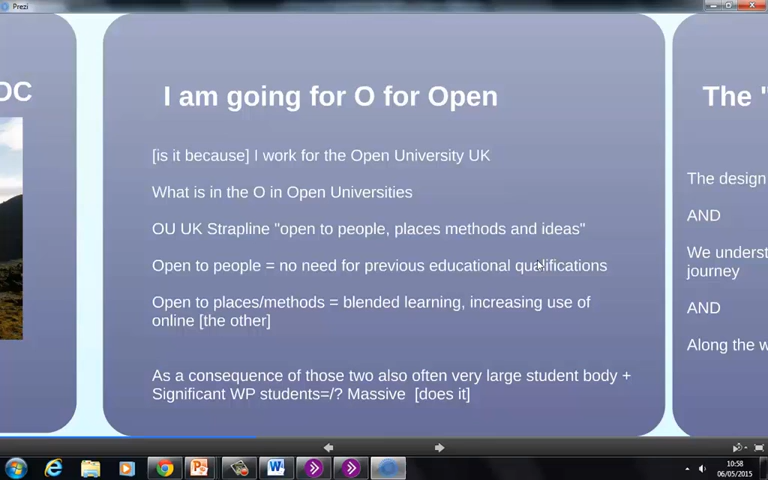 Prezi
OC
I am going for O for Open
[is it because] I work for the Open University UK
What is in the O in Open Universities
OU UK Strapline "open to people, places methods and ideas"
Open to people = no need for previous educational qualifications
Open to places/methods = blended learning, increasing use of
online [the other]
As a consequence of those two also often very large student body +
Significant WP students=/? Massive [does it]
The "
The design
AND
We underst
journey
AND
Along the w
10:58
06/05/2015